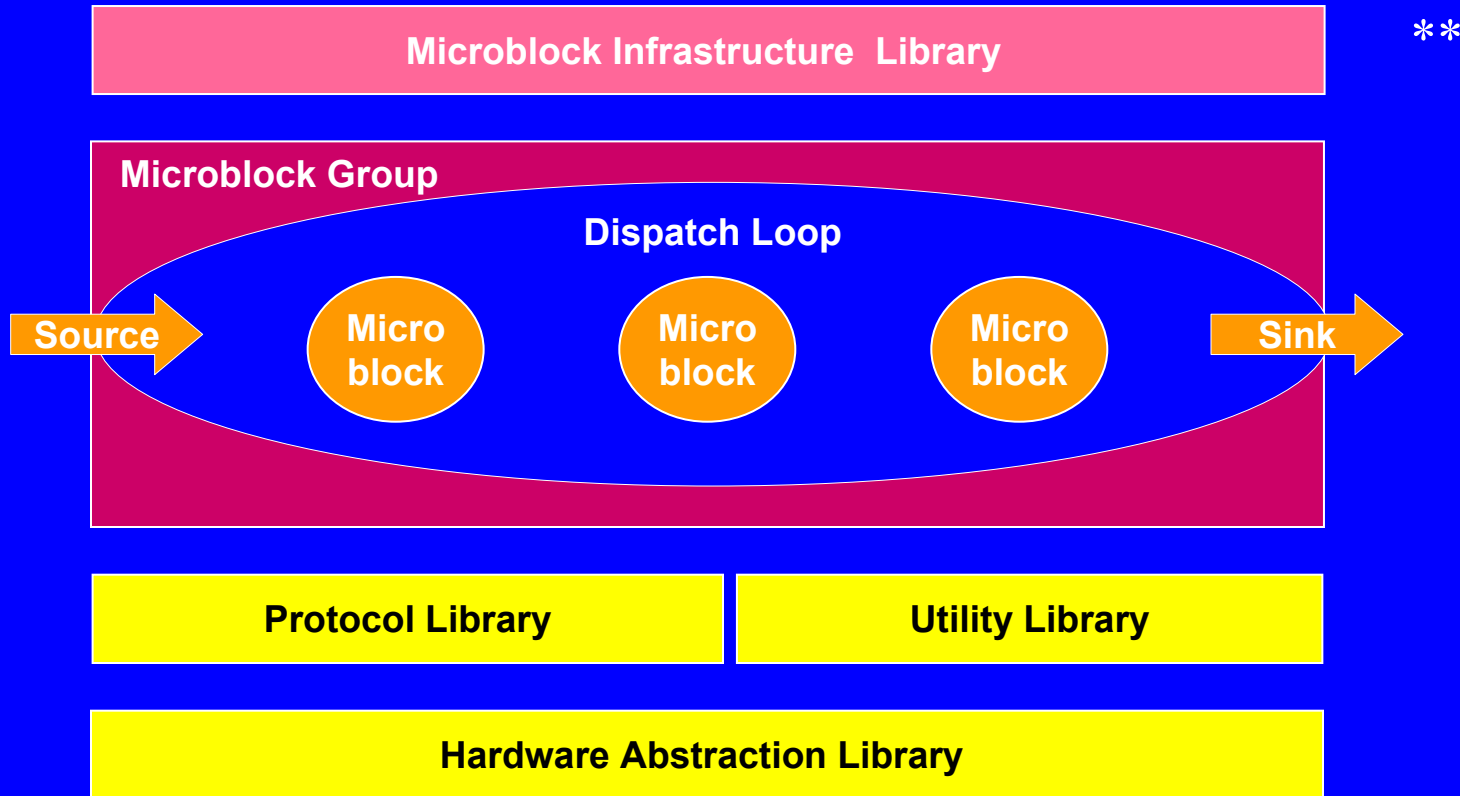 Microblock Infrastructure Library
**
Microblock Group
Dispatch Loop
Source
Micro
block
Micro
block
Micro
block
Sink
Protocol Library
Utility Library
Hardware Abstraction Library